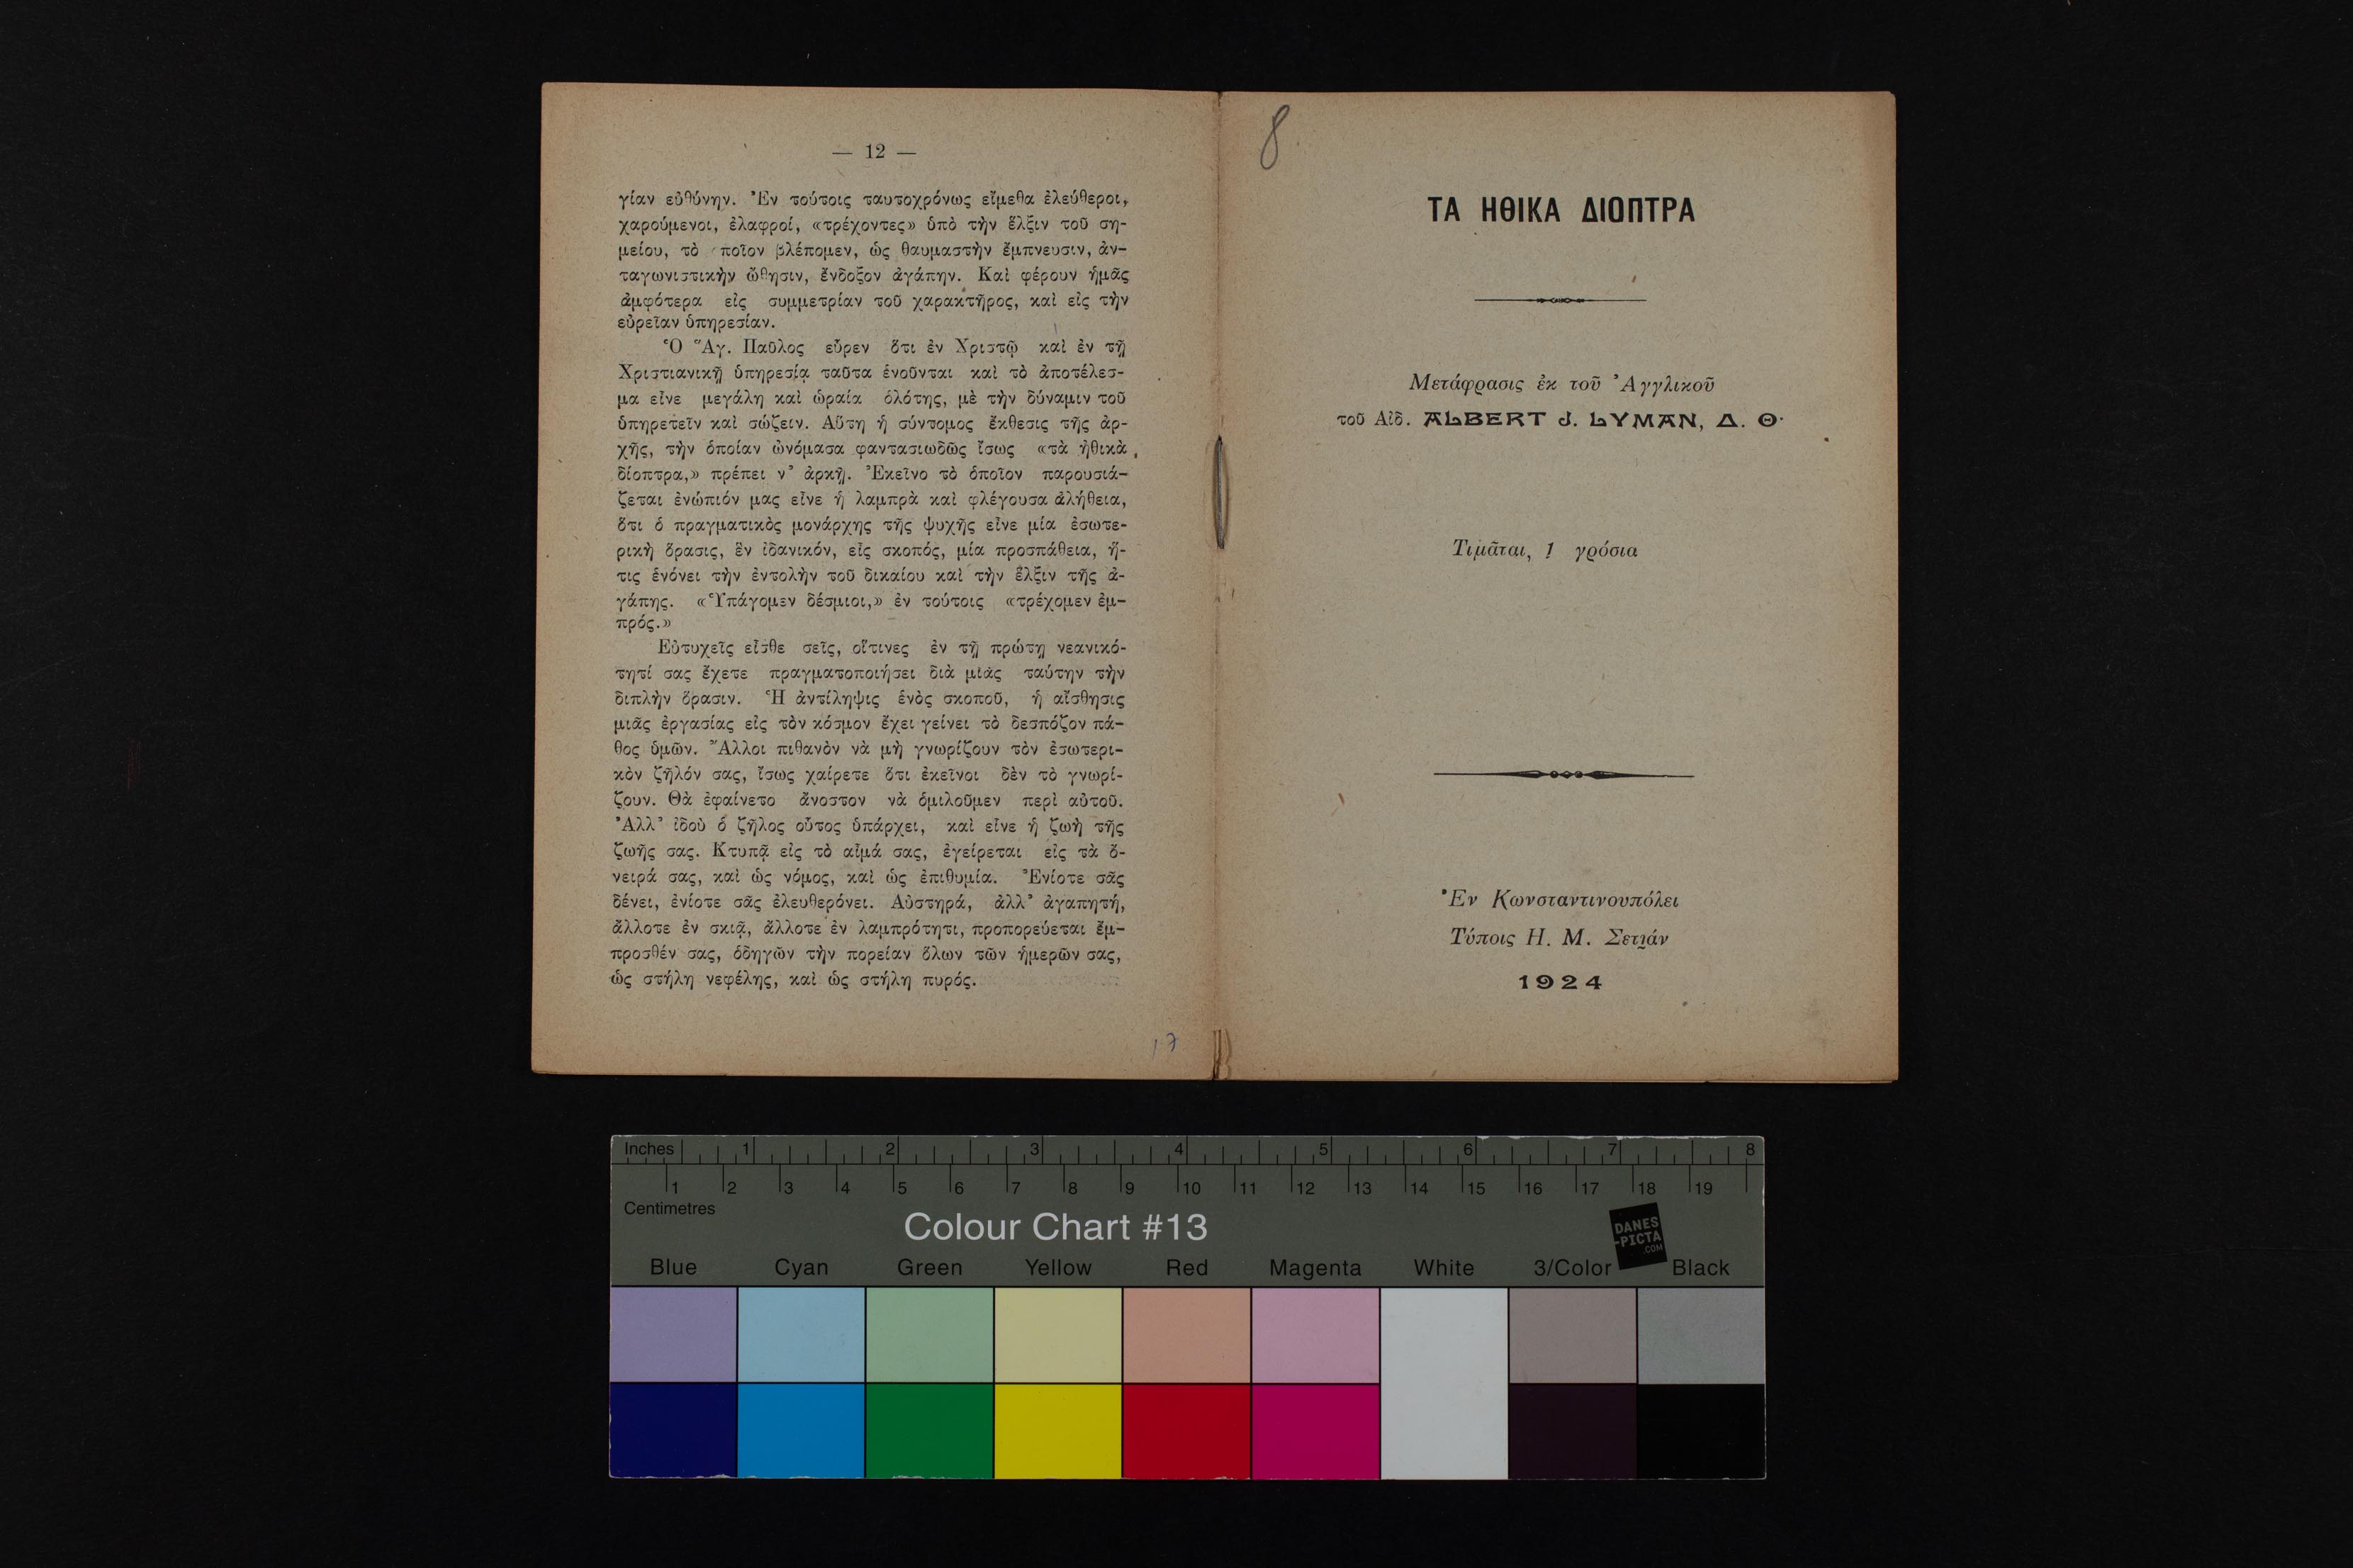 — 12 —
γίαν εὐθύνην. Ἐν τούτοις ταυτοχρόνως εἴμεθα ἐλεύθεροι,
χαρούμενοι, ἐλαφροί, «τρέχοντες» ὑπὸ τὴν ἕλξιν τοῦ ση-
μείου, τὸ ποῖον βλέπομεν, ὡς θαυμαστὴν ἔμπνευσιν, ἀν-
ταγωνιστικὴν ὤθησιν, ἔνδοξον ἀγάπην. Καὶ φέρουν ἡμᾶς
ἀμφότερα εἰς συμμετρίαν τοῦ χαρακτῆρος, καὶ εἰς τὴν
εὐρεῖαν ὑπηρεσίαν.
Ὁ Ἅγ. Παῦλος εὗρεν ὅτι ἐν Χριστῷ καὶ ἐν τῇ
Χριστιανικῇ ὑπηρεσίᾳ ταῦτα ἑνοῦνται καὶ τὸ ἀποτέλεσ-
μα εἶνε μεγάλη καὶ ὡραία ὁλότης, μὲ τὴν δύναμιν τοῦ
ὑπηρετεῖν καὶ σώζειν. Αὕτη ἡ σύντομος ἔκθεσις τῆς ἀρ-
χῆς, τὴν ὁποίαν ὠνόμασα φαντασιωδῶς ἴσως «τὰ ἠθικὰ
δίοπτρα,» πρέπει ν' ἀρκῇ. Ἐκεῖνο τὸ ὁποῖον παρουσιά-
ζεται ἐνώπιόν μας εἶνε ἡ λαμπρὰ καὶ φλέγουσα ἀλήθεια,
ὅτι ὁ πραγματικὸς μονάρχης τῆς ψυχῆς εἶνε μία ἐσωτε-
ρικὴ ὅρασις, ἓν ἰδανικόν, εἷς σκοπός, μία προσπάθεια, ἥ-
τις ἑνόνει τὴν ἐντολὴν τοῦ δικαίου καὶ τὴν ἕλξιν τῆς ἀ-
γάπης. «Ὑπάγομεν δέσμιοι,» ἐν τούτοις «τρέχομεν ἐμ-
πρός.»
Εὐτυχεῖς εἶσθε σεῖς, οἵτινες ἐν τῇ πρώτῃ νεανικό-
τητί σας ἔχετε πραγματοποιήσει διὰ μιᾶς ταύτην τὴν
διπλὴν ὅρασιν. Ἡ ἀντίληψις ἑνὸς σκοποῦ, ἡ αἴσθησις
μιᾶς ἐργασίας εἰς τὸν κόσμον ἔχει γείνει τὸ δεσπόζον πά-
θος ὑμῶν. Ἄλλοι πιθανὸν νὰ μὴ γνωρίζουν τὸν ἐσωτερι-
κὸν ζῆλόν σας, ἴσως χαίρετε ὅτι ἐκεῖνοι δὲν τὸ γνωρί-
ζουν. Θὰ ἐφαίνετο ἄνοστον νὰ ὁμιλοῦμεν περὶ αὐτοῦ.
Ἀλλ' ἰδοὺ ὁ ζῆλος οὗτος ὑπάρχει, καὶ εἶνε ἡ ζωὴ τῆς
ζωῆς σας. Κτυπᾷ εἰς τὸ αἷμά σας, ἐγείρεται εἰς τὰ ὄ-
νειρά σας, καὶ ὡς νόμος, καὶ ὡς ἐπιθυμία. Ἐνίοτε σᾶς
δένει, ἐνίοτε σᾶς ἐλευθερόνει. Αὐστηρά, ἀλλ' ἀγαπητή,
ἄλλοτε ἐν σκιᾷ, ἄλλοτε ἐν λαμπρότητι, προπορεύεται ἔμ-
προσθέν σας, ὁδηγῶν τὴν πορείαν ὅλων τῶν ἡμερῶν σας,
ὡς στήλη νεφέλης, καὶ ὡς στήλη πυρός.
17
8
ΤΑ ΗΘΙΚΑ ΔΙΟΠΤΡΑ
Μετάφρασις ἐκ τοῦ Ἀγγλικοῦ
τοῦ Αἰδ. ALBERT J. LYMAN, Δ. Θ.
Τιμᾶται, 1 γρόσια
Ἐν Κωνσταντινουπόλει
Τύποις Η. Μ. Σετιάν
1924
Inches 1 2 3 4 5 6 7 8
1 2 3 4 5 6 7 8 9 10 11 12 13 14 15 16 17 18 19
Centimetres
Colour Chart #13
DANES
-PICTA
.COM
Blue Cyan Green Yellow Red Magenta White 3/Color Black